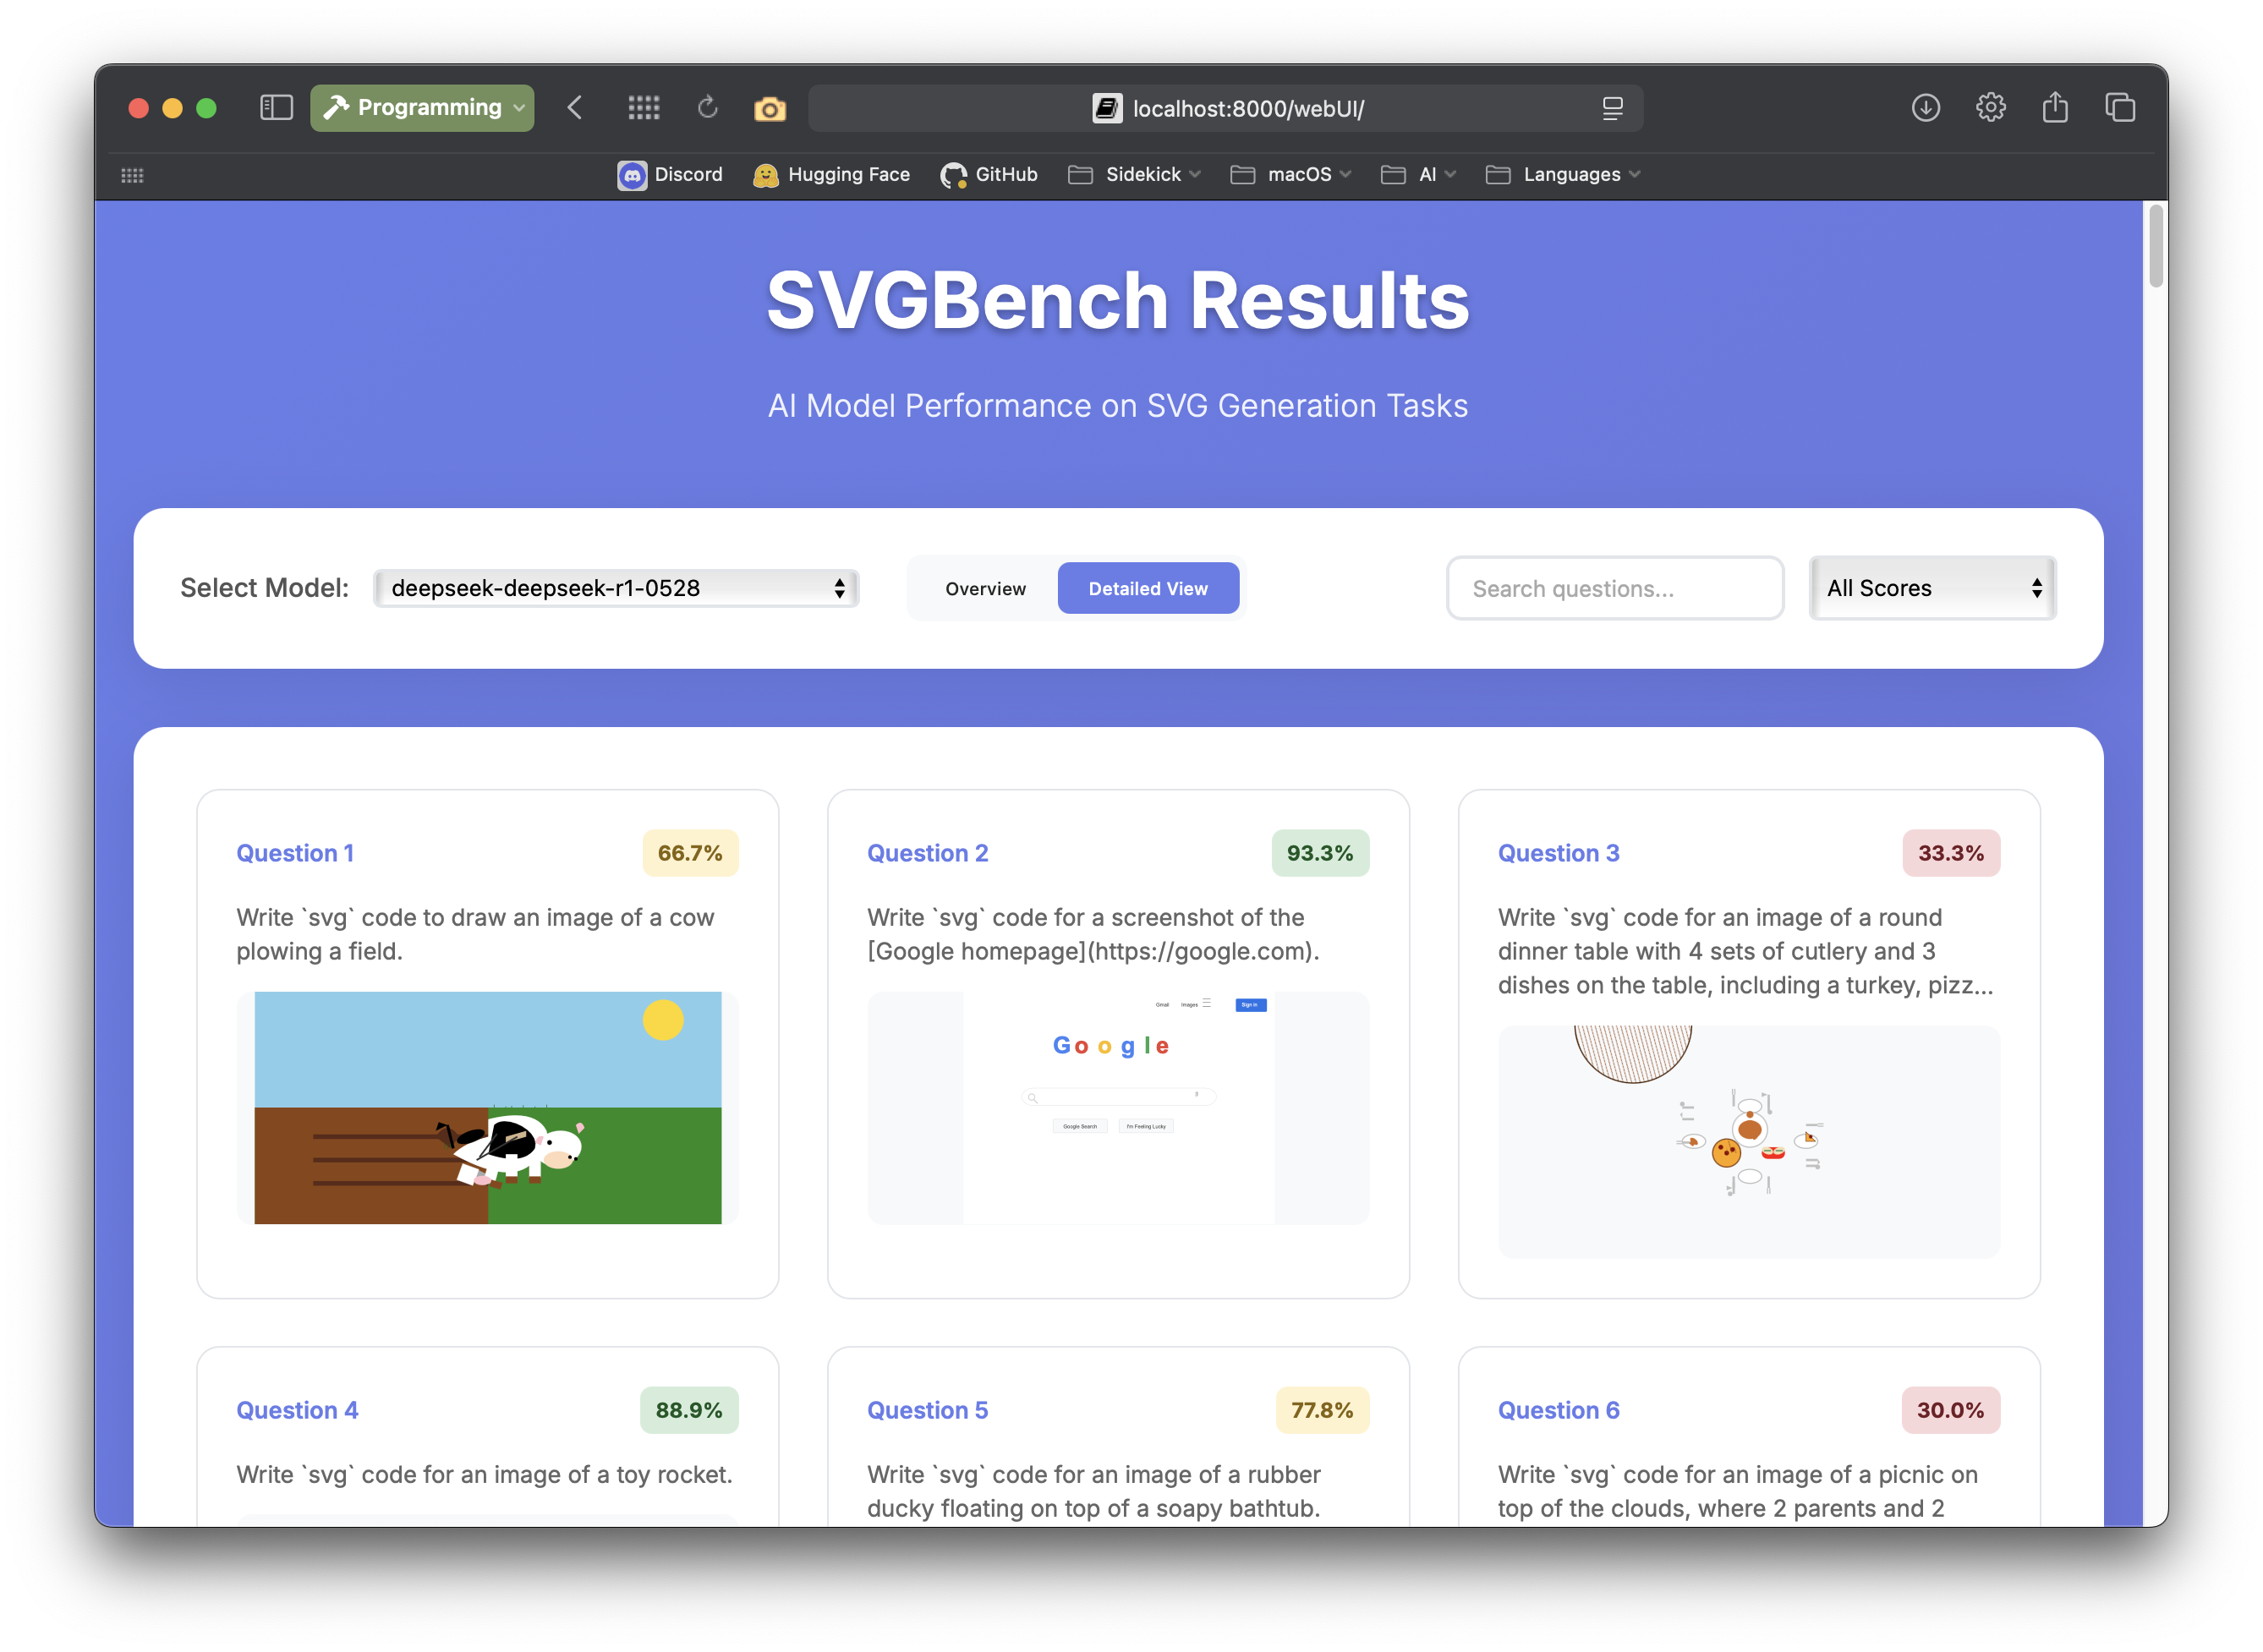 Programming
localhost:8000/webUI/
Discord
Hugging Face
GitHub
Sidekick
macOS
AI
Languages
SVGBench Results
AI Model Performance on SVG Generation Tasks
Select Model:
deepseek-deepseek-r1-0528
Overview
Detailed View
Search questions...
All Scores
Question 1
66.7%
Write `svg` code to draw an image of a cow
plowing a field.
Question 2
93.3%
Write `svg` code for a screenshot of the
[Google homepage](https://google.com).
Gmail
Images
Sign in
Google
Google Search
I'm Feeling Lucky
Question 3
33.3%
Write `svg` code for an image of a round
dinner table with 4 sets of cutlery and 3
dishes on the table, including a turkey, pizz...
Question 4
88.9%
Write `svg` code for an image of a toy rocket.
Question 5
77.8%
Write `svg` code for an image of a rubber
ducky floating on top of a soapy bathtub.
Question 6
30.0%
Write `svg` code for an image of a picnic on
top of the clouds, where 2 parents and 2